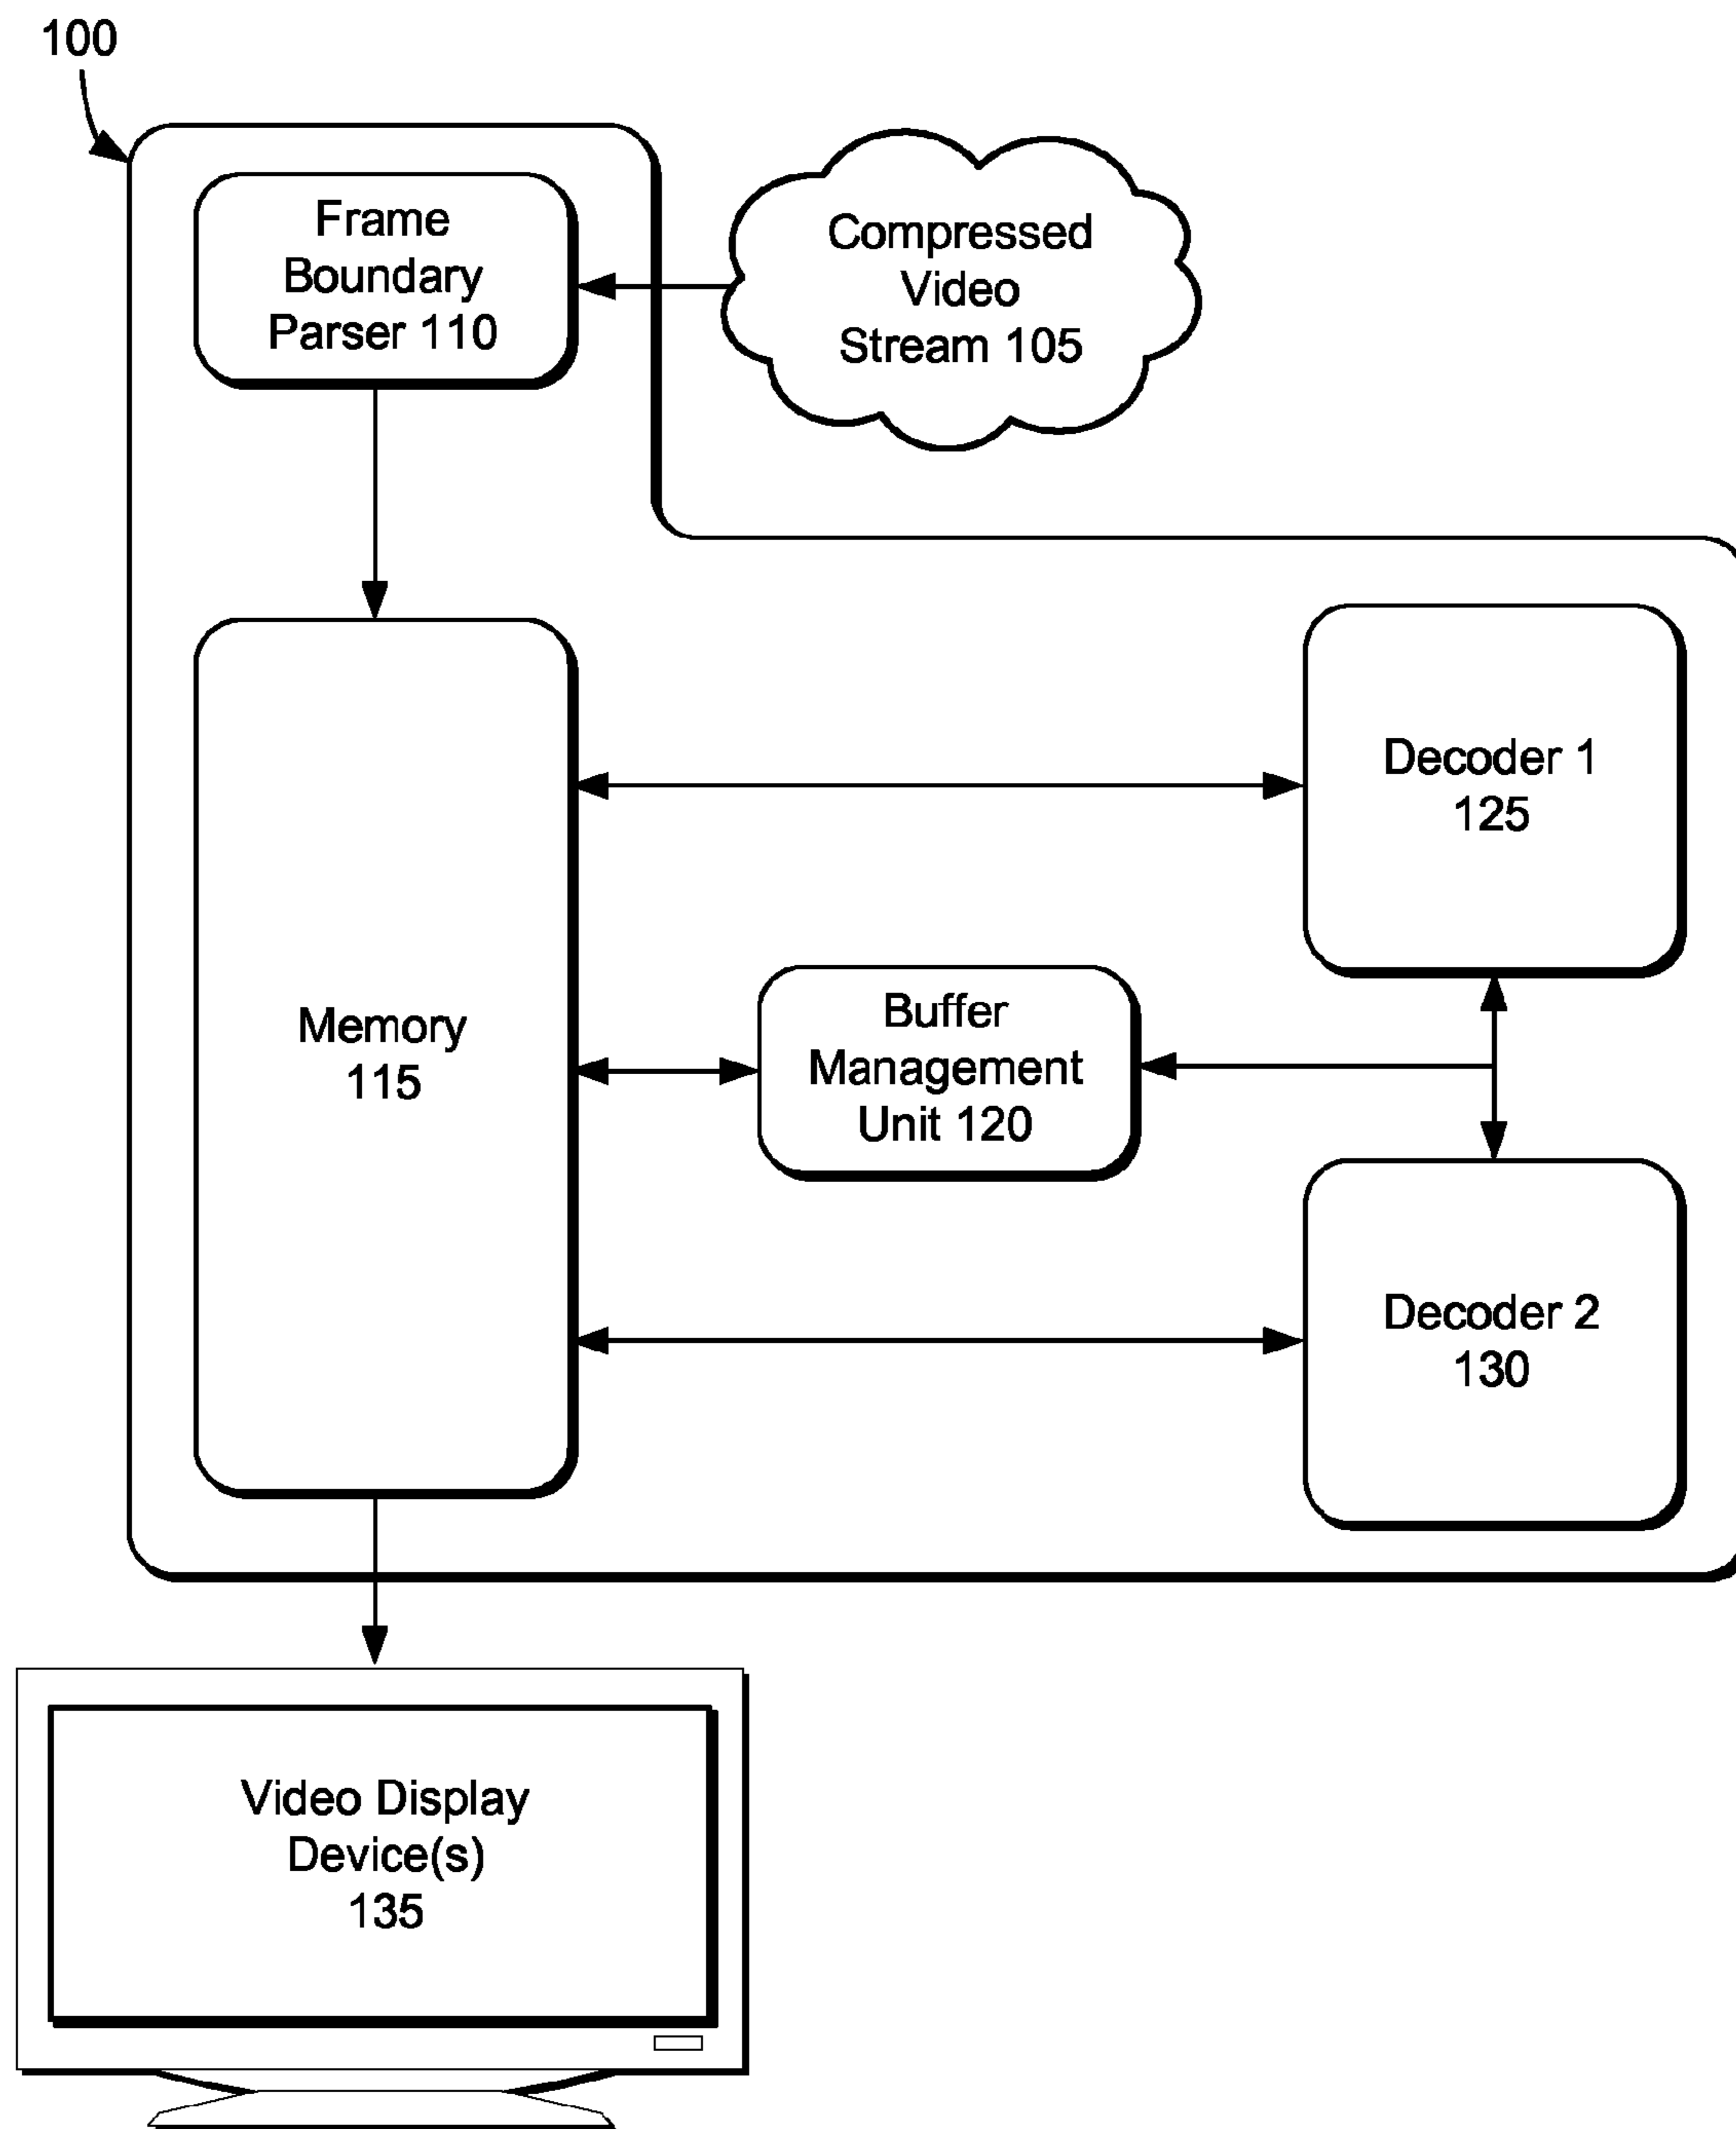 100
Frame
Boundary
Parser 110
Compressed
Video
Stream 105
Decoder 1
125
Memory
115
Buffer
Management
Unit 120
Decoder 2
130
Video Display
Device(s)
135